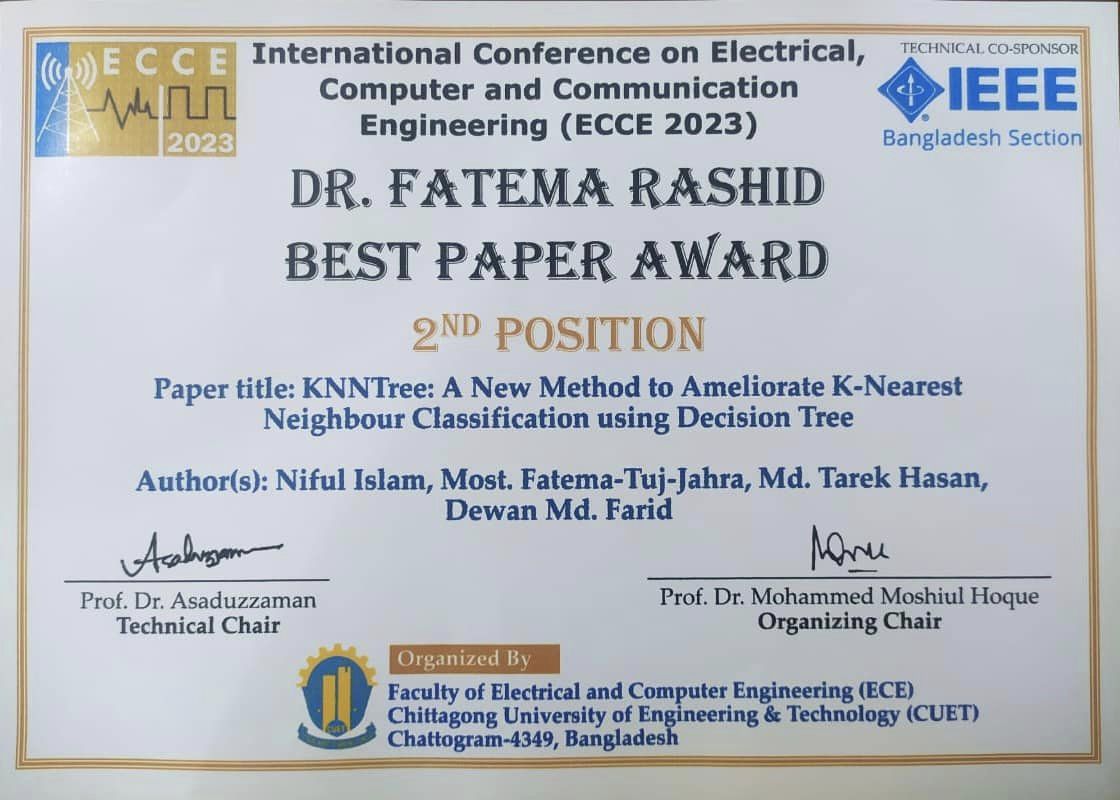 ECCE
2023
International Conference on Electrical,
Computer and Communication
Engineering (ECCE 2023)
TECHNICAL CO-SPONSOR
IEEE
Bangladesh Section
DR. FATEMA RASHID
BEST PAPER AWARD
2ND POSITION
Paper title: KNNTree: A New Method to Ameliorate K-Nearest
Neighbour Classification using Decision Tree
Author(s): Niful Islam, Most. Fatema-Tuj-Jahra, Md. Tarek Hasan,
Dewan Md. Farid
Asaduzzaman
Prof. Dr. Asaduzzaman
Technical Chair
Prof. Dr. Mohammed Moshiul Hoque
Organizing Chair
Organized By
Faculty of Electrical and Computer Engineering (ECE)
Chittagong University of Engineering & Technology (CUET)
Chattogram-4349, Bangladesh